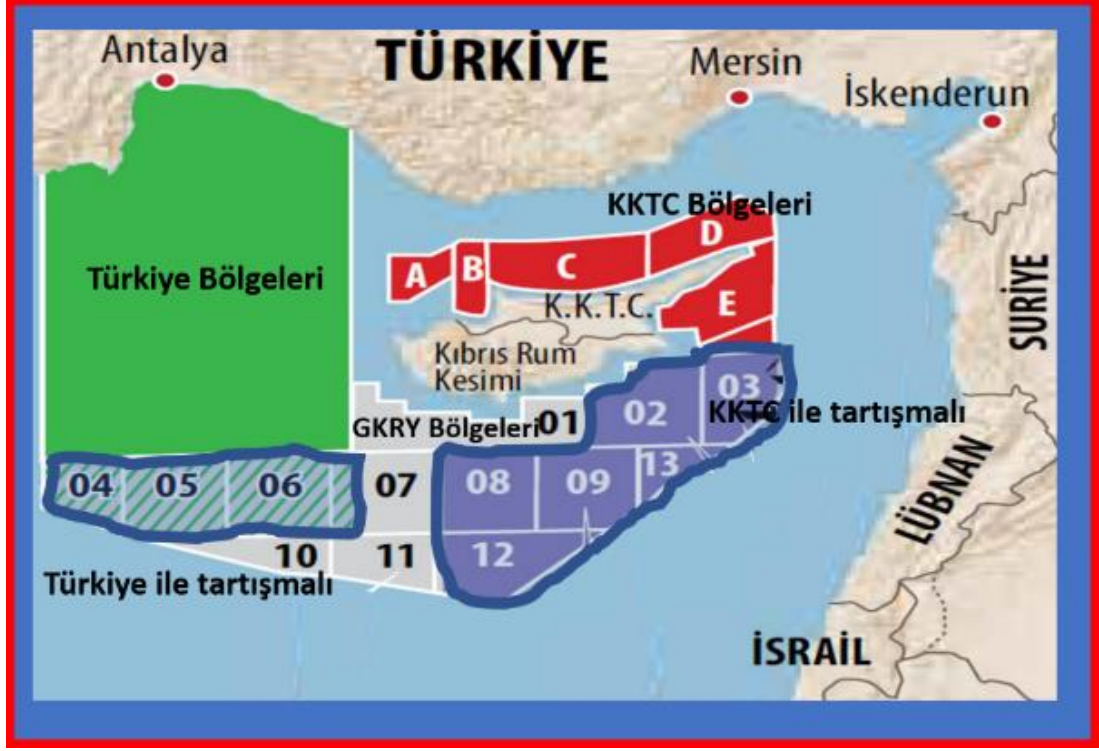 Antalya
TÜRKİYE
Mersin
İskenderun
KKTC Bölgeleri
Türkiye Bölgeleri
A
B
C
D
E
K.K.T.C.
SURİYE
Kıbrıs Rum
Kesimi
GKRY Bölgeleri
01
02
03
KKTC ile tartışmalı
04
05
06
07
08
09
13
10
11
12
Türkiye ile tartışmalı
LÜBNAN
İSRAİL